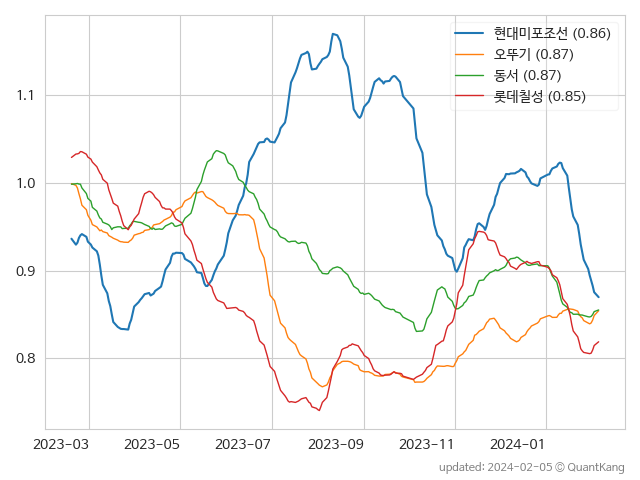 현대미포조선 (0.86)
오뚜기 (0.87)
동서 (0.87)
롯데칠성 (0.85)
1.1
1.0
0.9
0.8
2023-03 2023-05 2023-07 2023-09 2023-11 2024-01
updated: 2024-02-05 © QuantKang